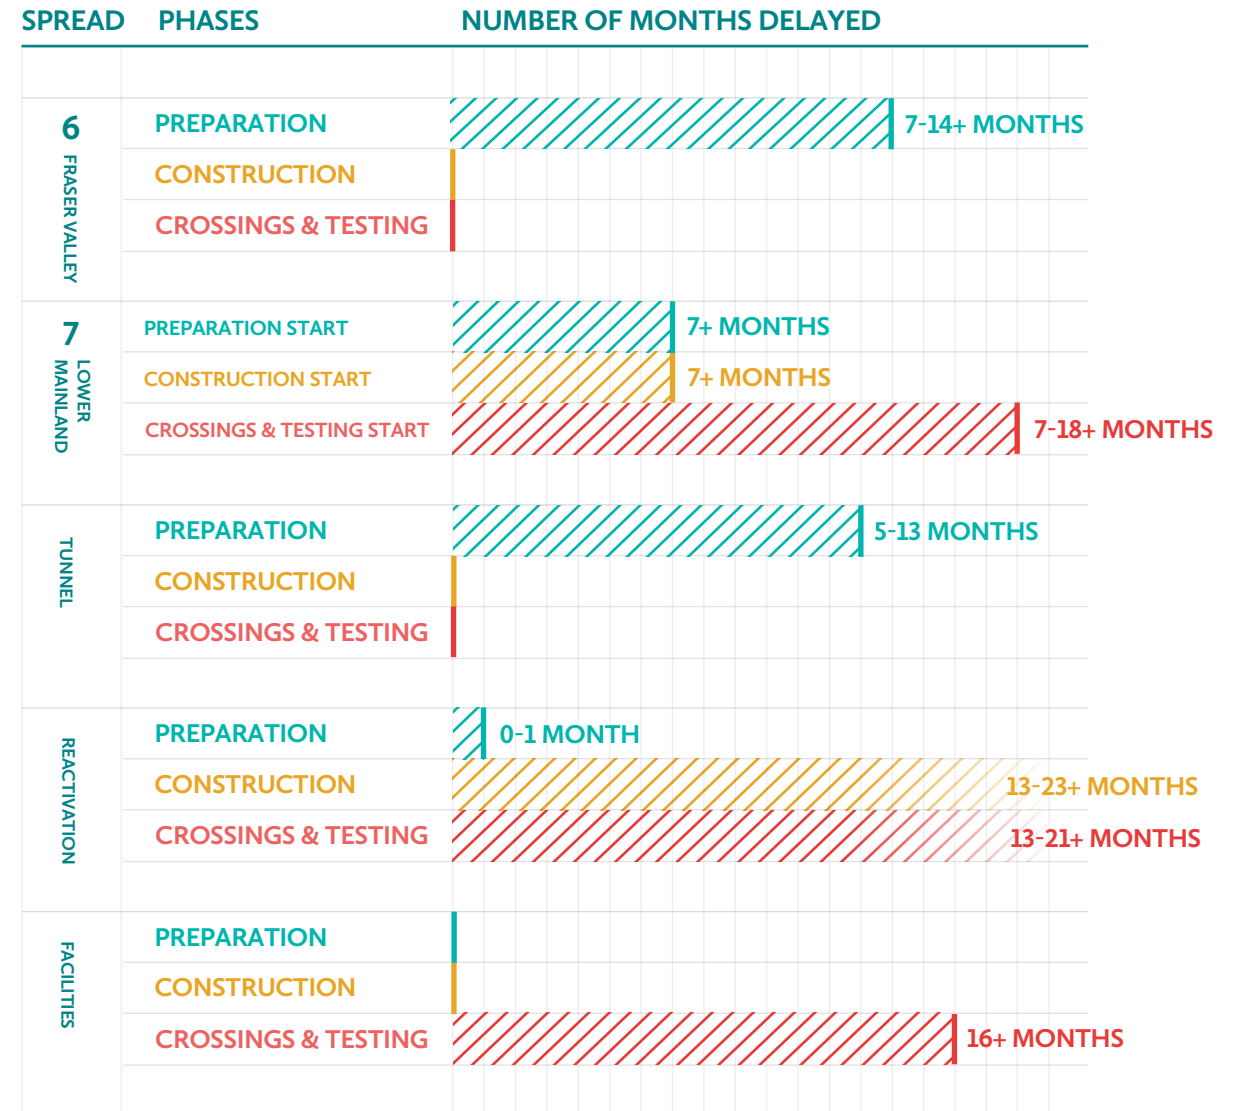 SPREAD PHASES NUMBER OF MONTHS DELAYED
6
FRASER VALLEY
PREPARATION 7-14+ MONTHS
CONSTRUCTION
CROSSINGS & TESTING
7
LOWER
MAINLAND
PREPARATION START 7+ MONTHS
CONSTRUCTION START 7+ MONTHS
CROSSINGS & TESTING START 7-18+ MONTHS
TUNNEL
PREPARATION 5-13 MONTHS
CONSTRUCTION
CROSSINGS & TESTING
REACTIVATION
PREPARATION 0-1 MONTH
CONSTRUCTION 13-23+ MONTHS
CROSSINGS & TESTING 13-21+ MONTHS
FACILITIES
PREPARATION
CONSTRUCTION
CROSSINGS & TESTING 16+ MONTHS